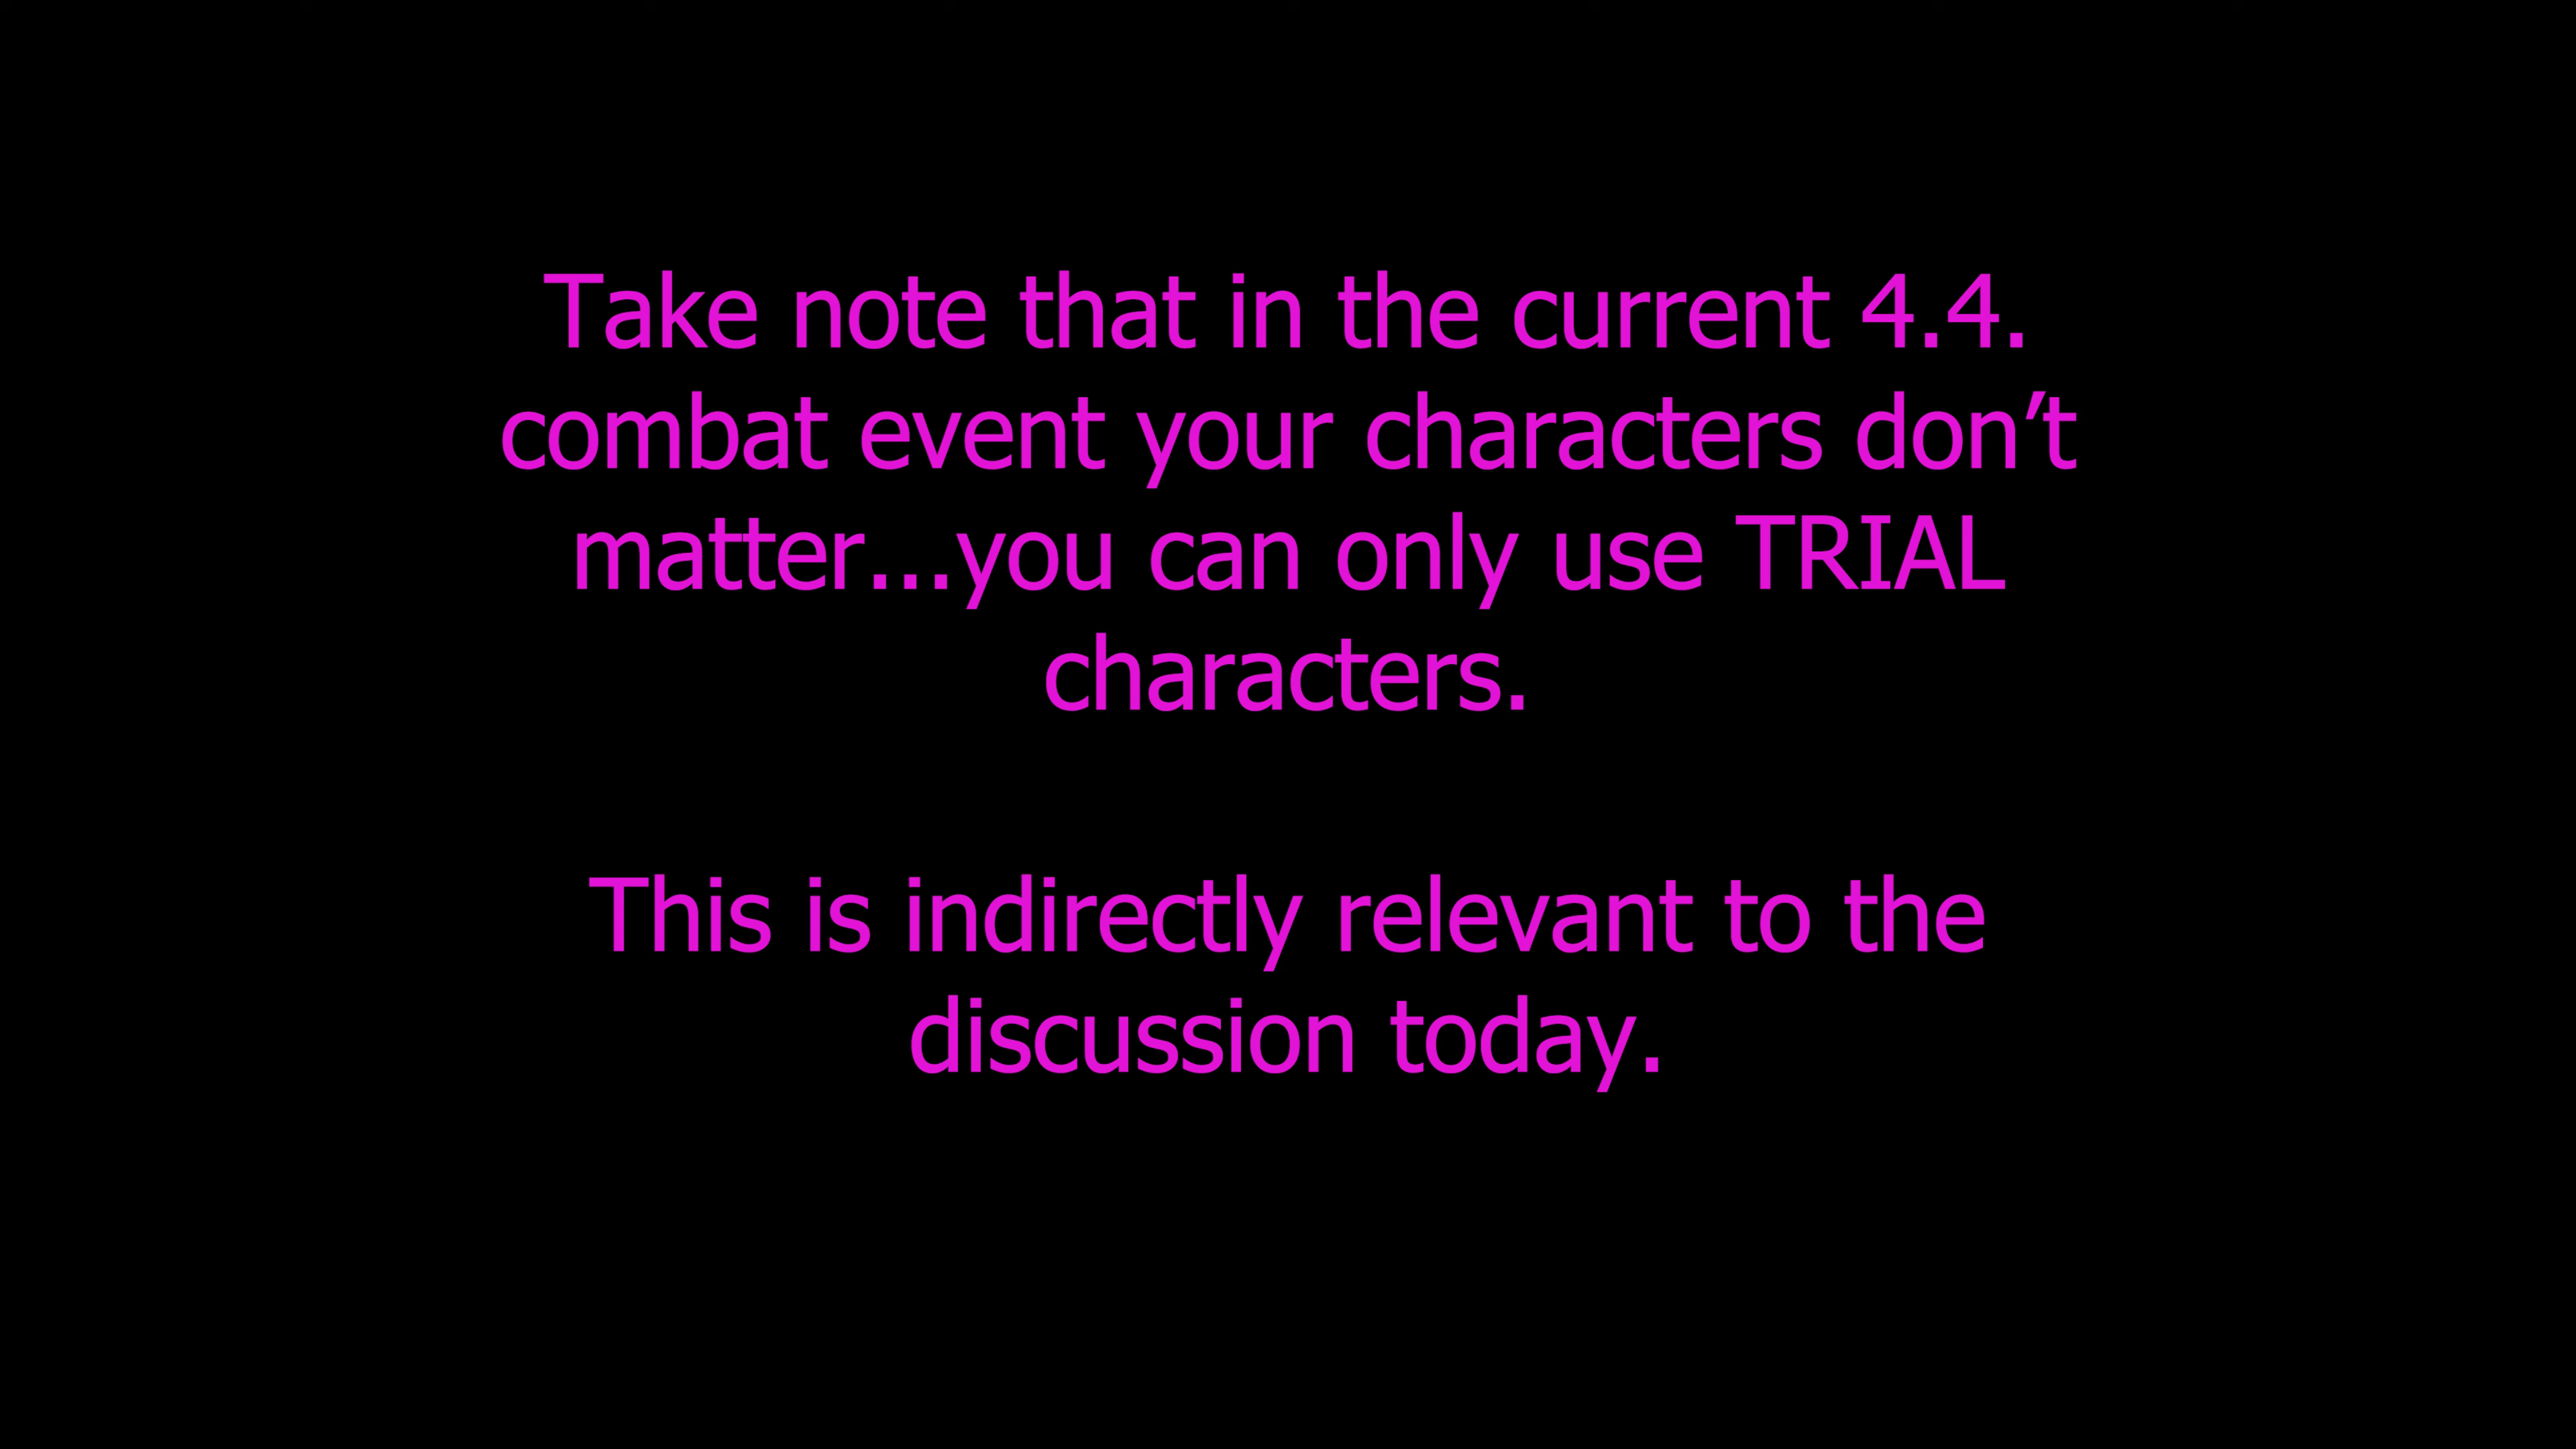 Take note that in the current 4.4.
combat event your characters don’t
matter...you can only use TRIAL
characters.
This is indirectly relevant to the
discussion today.